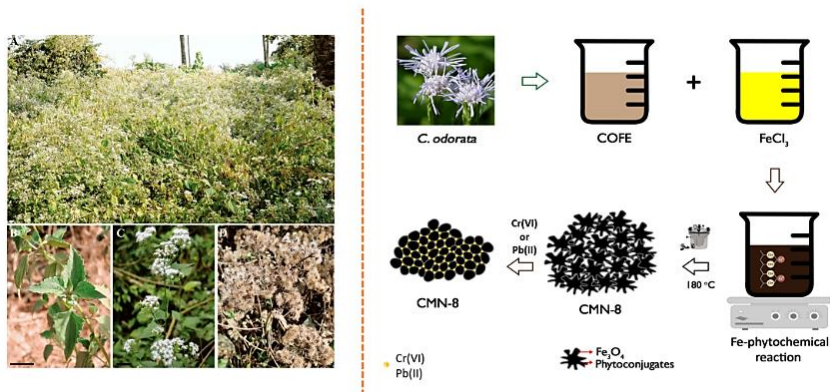 A
B
C
D
C. odorata
COFE
+
FeCl3
Cr(VI)
or
Pb(II)
180 °C
CMN-8
CMN-8
Fe-phytochemical
reaction
Cr(VI)
Pb(II)
Fe3O4
Phytoconjugates